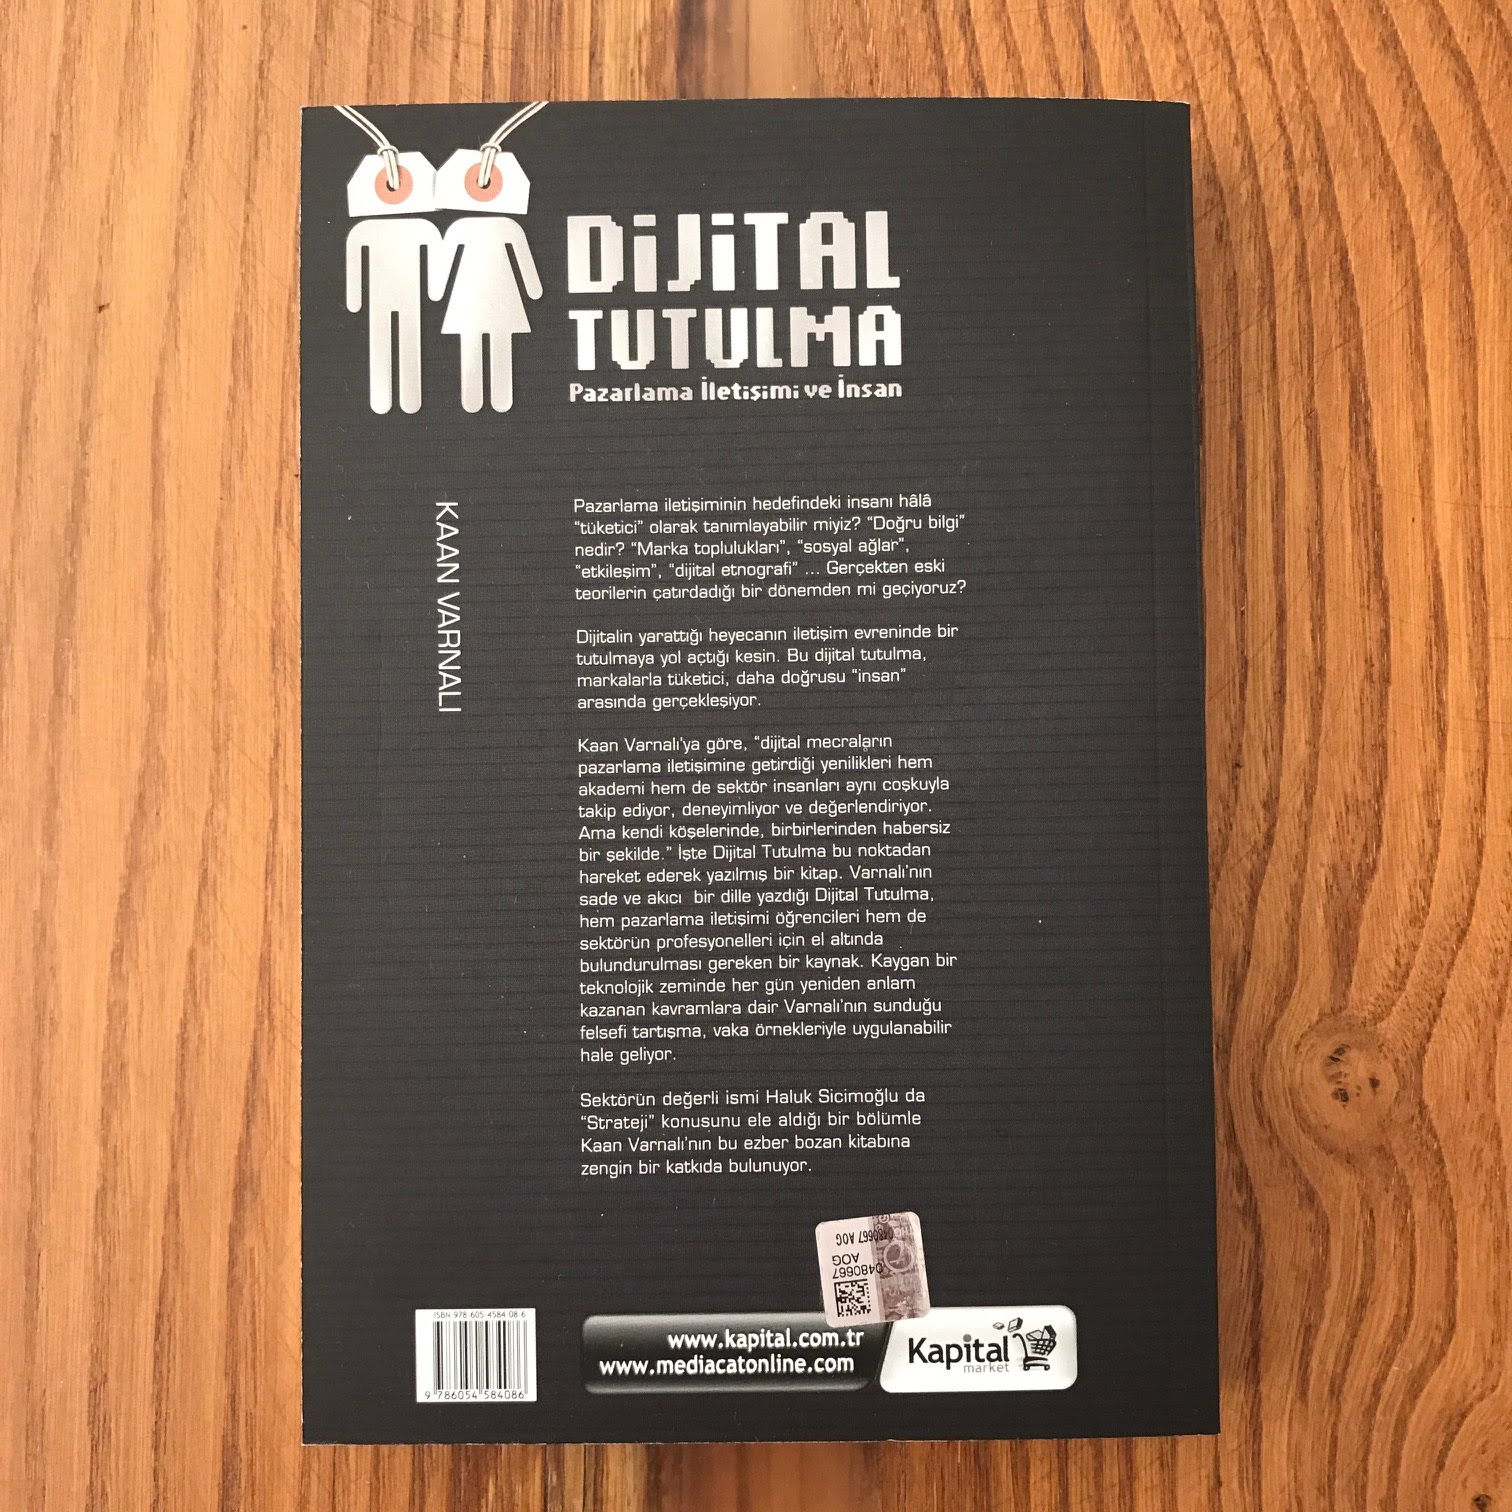 DİJİTAL
TUTULMA
Pazarlama İletişimi ve İnsan
KAAN VARNALI
Pazarlama iletişiminin hedefindeki insanı hâlâ
"tüketici" olarak tanımlayabilir miyiz? "Doğru bilgi"
nedir? "Marka toplulukları", "sosyal ağlar",
"etkileşim", "dijital etnografi" ... Gerçekten eski
teorilerin çatırdadığı bir dönemden mi geçiyoruz?
Dijitalin yarattığı heyecanın iletişim evreninde bir
tutulmaya yol açtığı kesin. Bu dijital tutulma,
markalarla tüketici, daha doğrusu "insan"
arasında gerçekleşiyor.
Kaan Varnalı'ya göre, "dijital mecraların
pazarlama iletişimine getirdiği yenilikleri hem
akademi hem de sektör insanları aynı coşkuyla
takip ediyor, deneyimliyor ve değerlendiriyor.
Ama kendi köşelerinde, birbirlerinden habersiz
bir şekilde." İşte Dijital Tutulma bu noktadan
hareket ederek yazılmış bir kitap. Varnalı'nın
sade ve akıcı bir dille yazdığı Dijital Tutulma,
hem pazarlama iletişimi öğrencileri hem de
sektörün profesyonelleri için el altında
bulundurulması gereken bir kaynak. Kaygan bir
teknolojik zeminde her gün yeniden anlam
kazanan kavramlara dair Varnalı'nın sunduğu
felsefi tartışma, vaka örnekleriyle uygulanabilir
hale geliyor.
Sektörün değerli ismi Haluk Sicimoğlu da
"Strateji" konusunu ele aldığı bir bölümle
Kaan Varnalı'nın bu ezber bozan kitabına
zengin bir katkıda bulunuyor.
0480667 AOG
AOG
0480667
ISBN 978-605-4584-08-6
9 786054 584086
www.kapital.com.tr
www.mediacatonline.com
Kapital
market